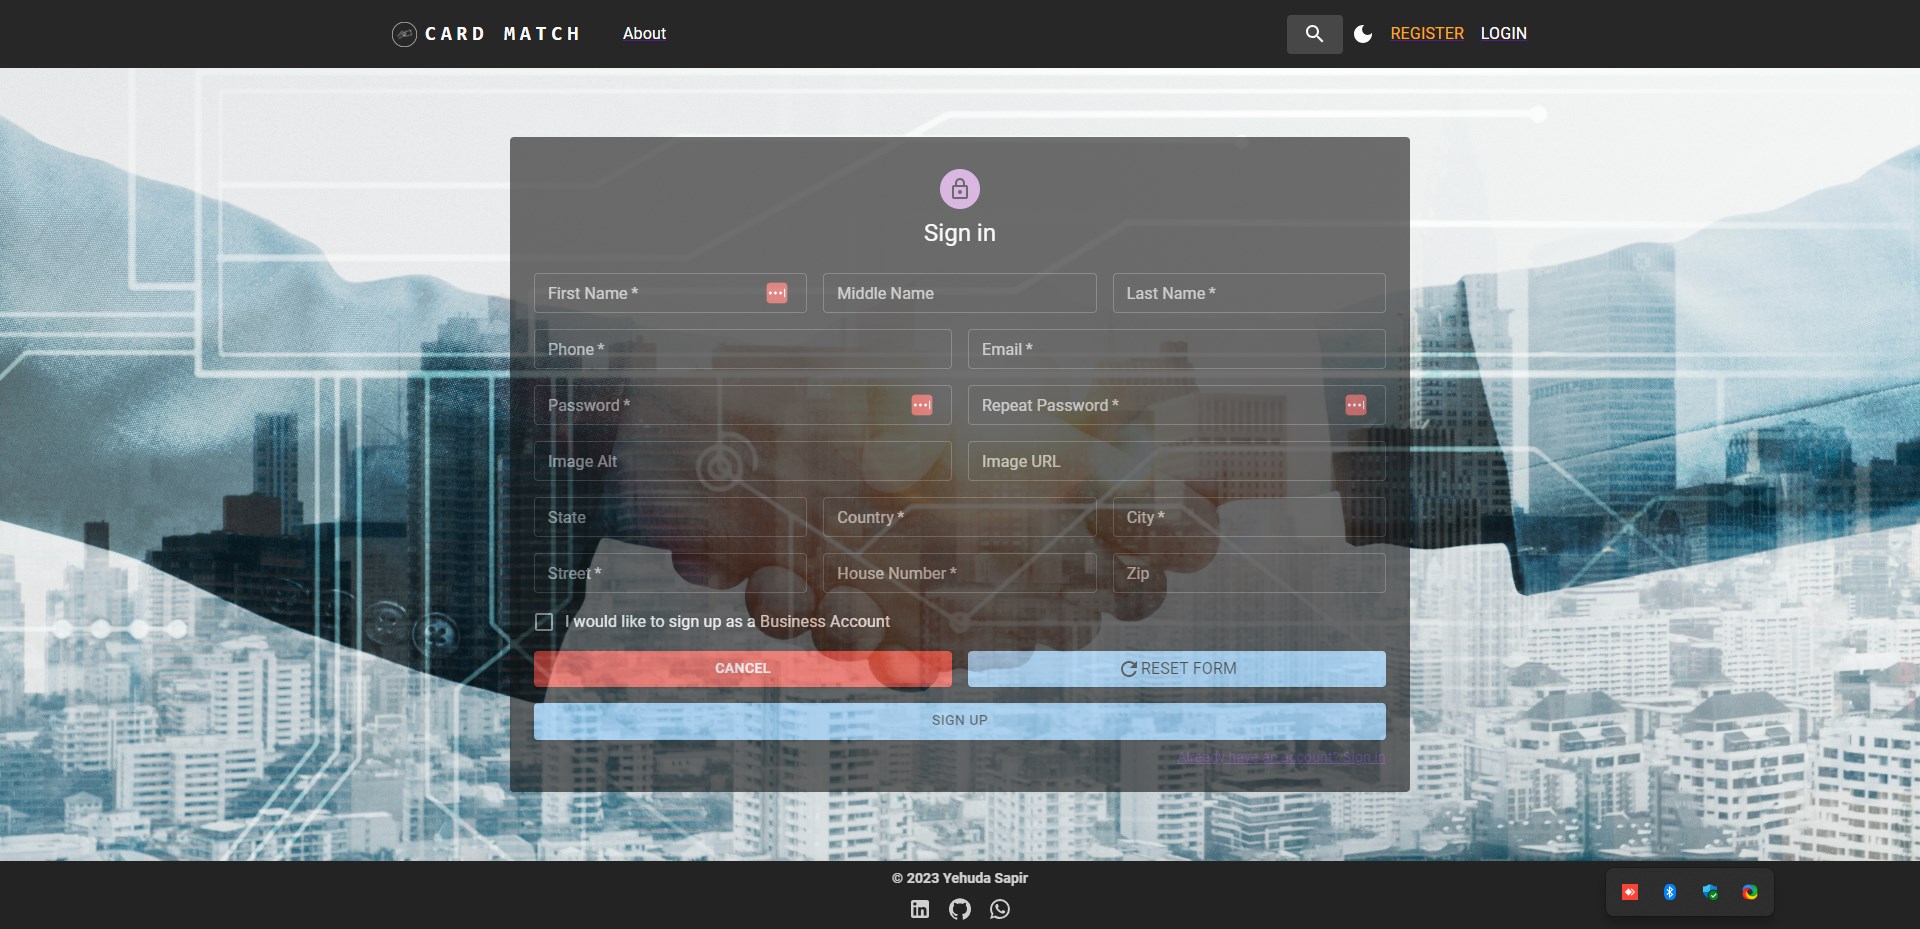 CARD MATCH
About
REGISTER
LOGIN
Sign in
First Name *
Middle Name
Last Name *
Phone *
Email *
Password *
Repeat Password *
Image Alt
Image URL
State
Country *
City *
Street *
House Number *
Zip
I would like to sign up as a Business Account
CANCEL
RESET FORM
SIGN UP
Already have an account? Sign in
© 2023 Yehuda Sapir